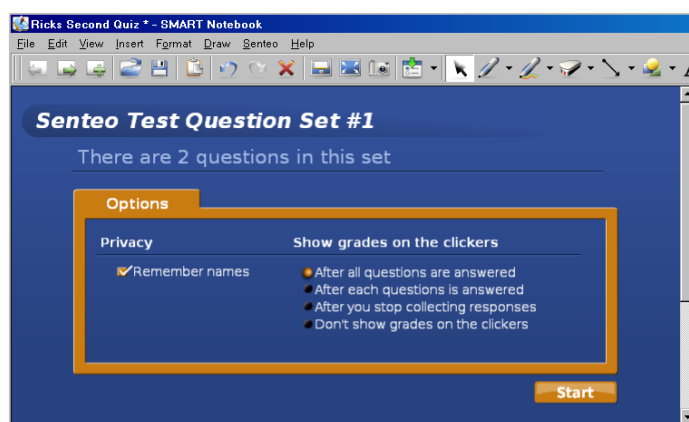 Ricks Second Quiz * - SMART Notebook
File Edit View Insert Format Draw Senteo Help
Senteo Test Question Set #1
There are 2 questions in this set
Options
Privacy
Remember names
Show grades on the clickers
After all questions are answered
After each questions is answered
After you stop collecting responses
Don't show grades on the clickers
Start